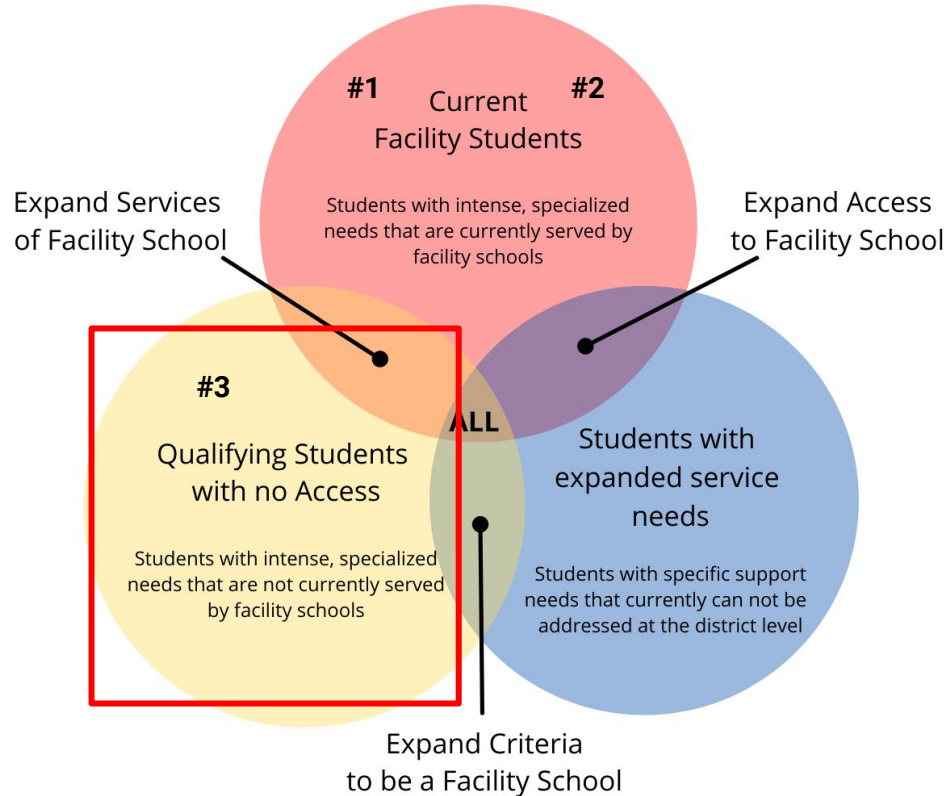 #1
#2
Current
Facility Students
Students with intense, specialized
needs that are currently served by
facility schools
Expand Services
of Facility School
Expand Access
to Facility School
#3
Qualifying Students
with no Access
Students with intense, specialized
needs that are not currently served
by facility schools
ALL
Students with
expanded service
needs
Students with specific support
needs that currently can not be
addressed at the district level
Expand Criteria
to be a Facility School